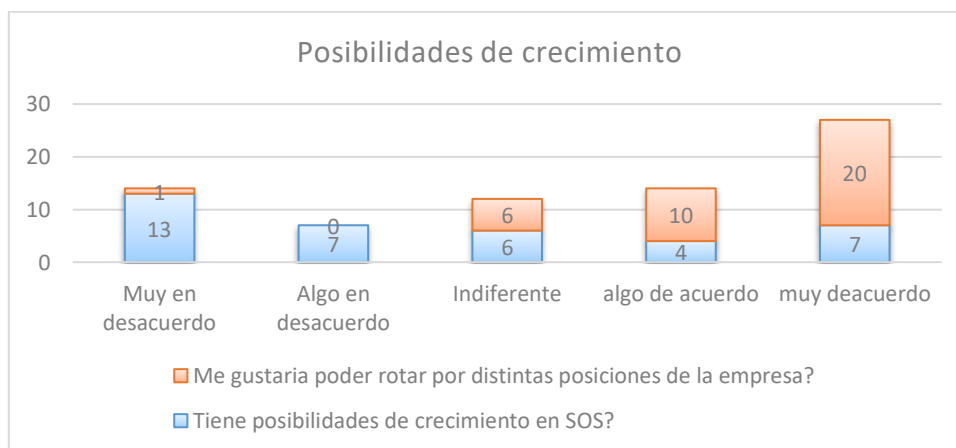 Posibilidades de crecimiento
30
20
10
0
1
13
0
7
6
6
10
4
20
7
Muy en
desacuerdo
Algo en
desacuerdo
Indiferente
algo de acuerdo
muy deacuerdo
Me gustaria poder rotar por distintas posiciones de la empresa?
Tiene posibilidades de crecimiento en SOS?